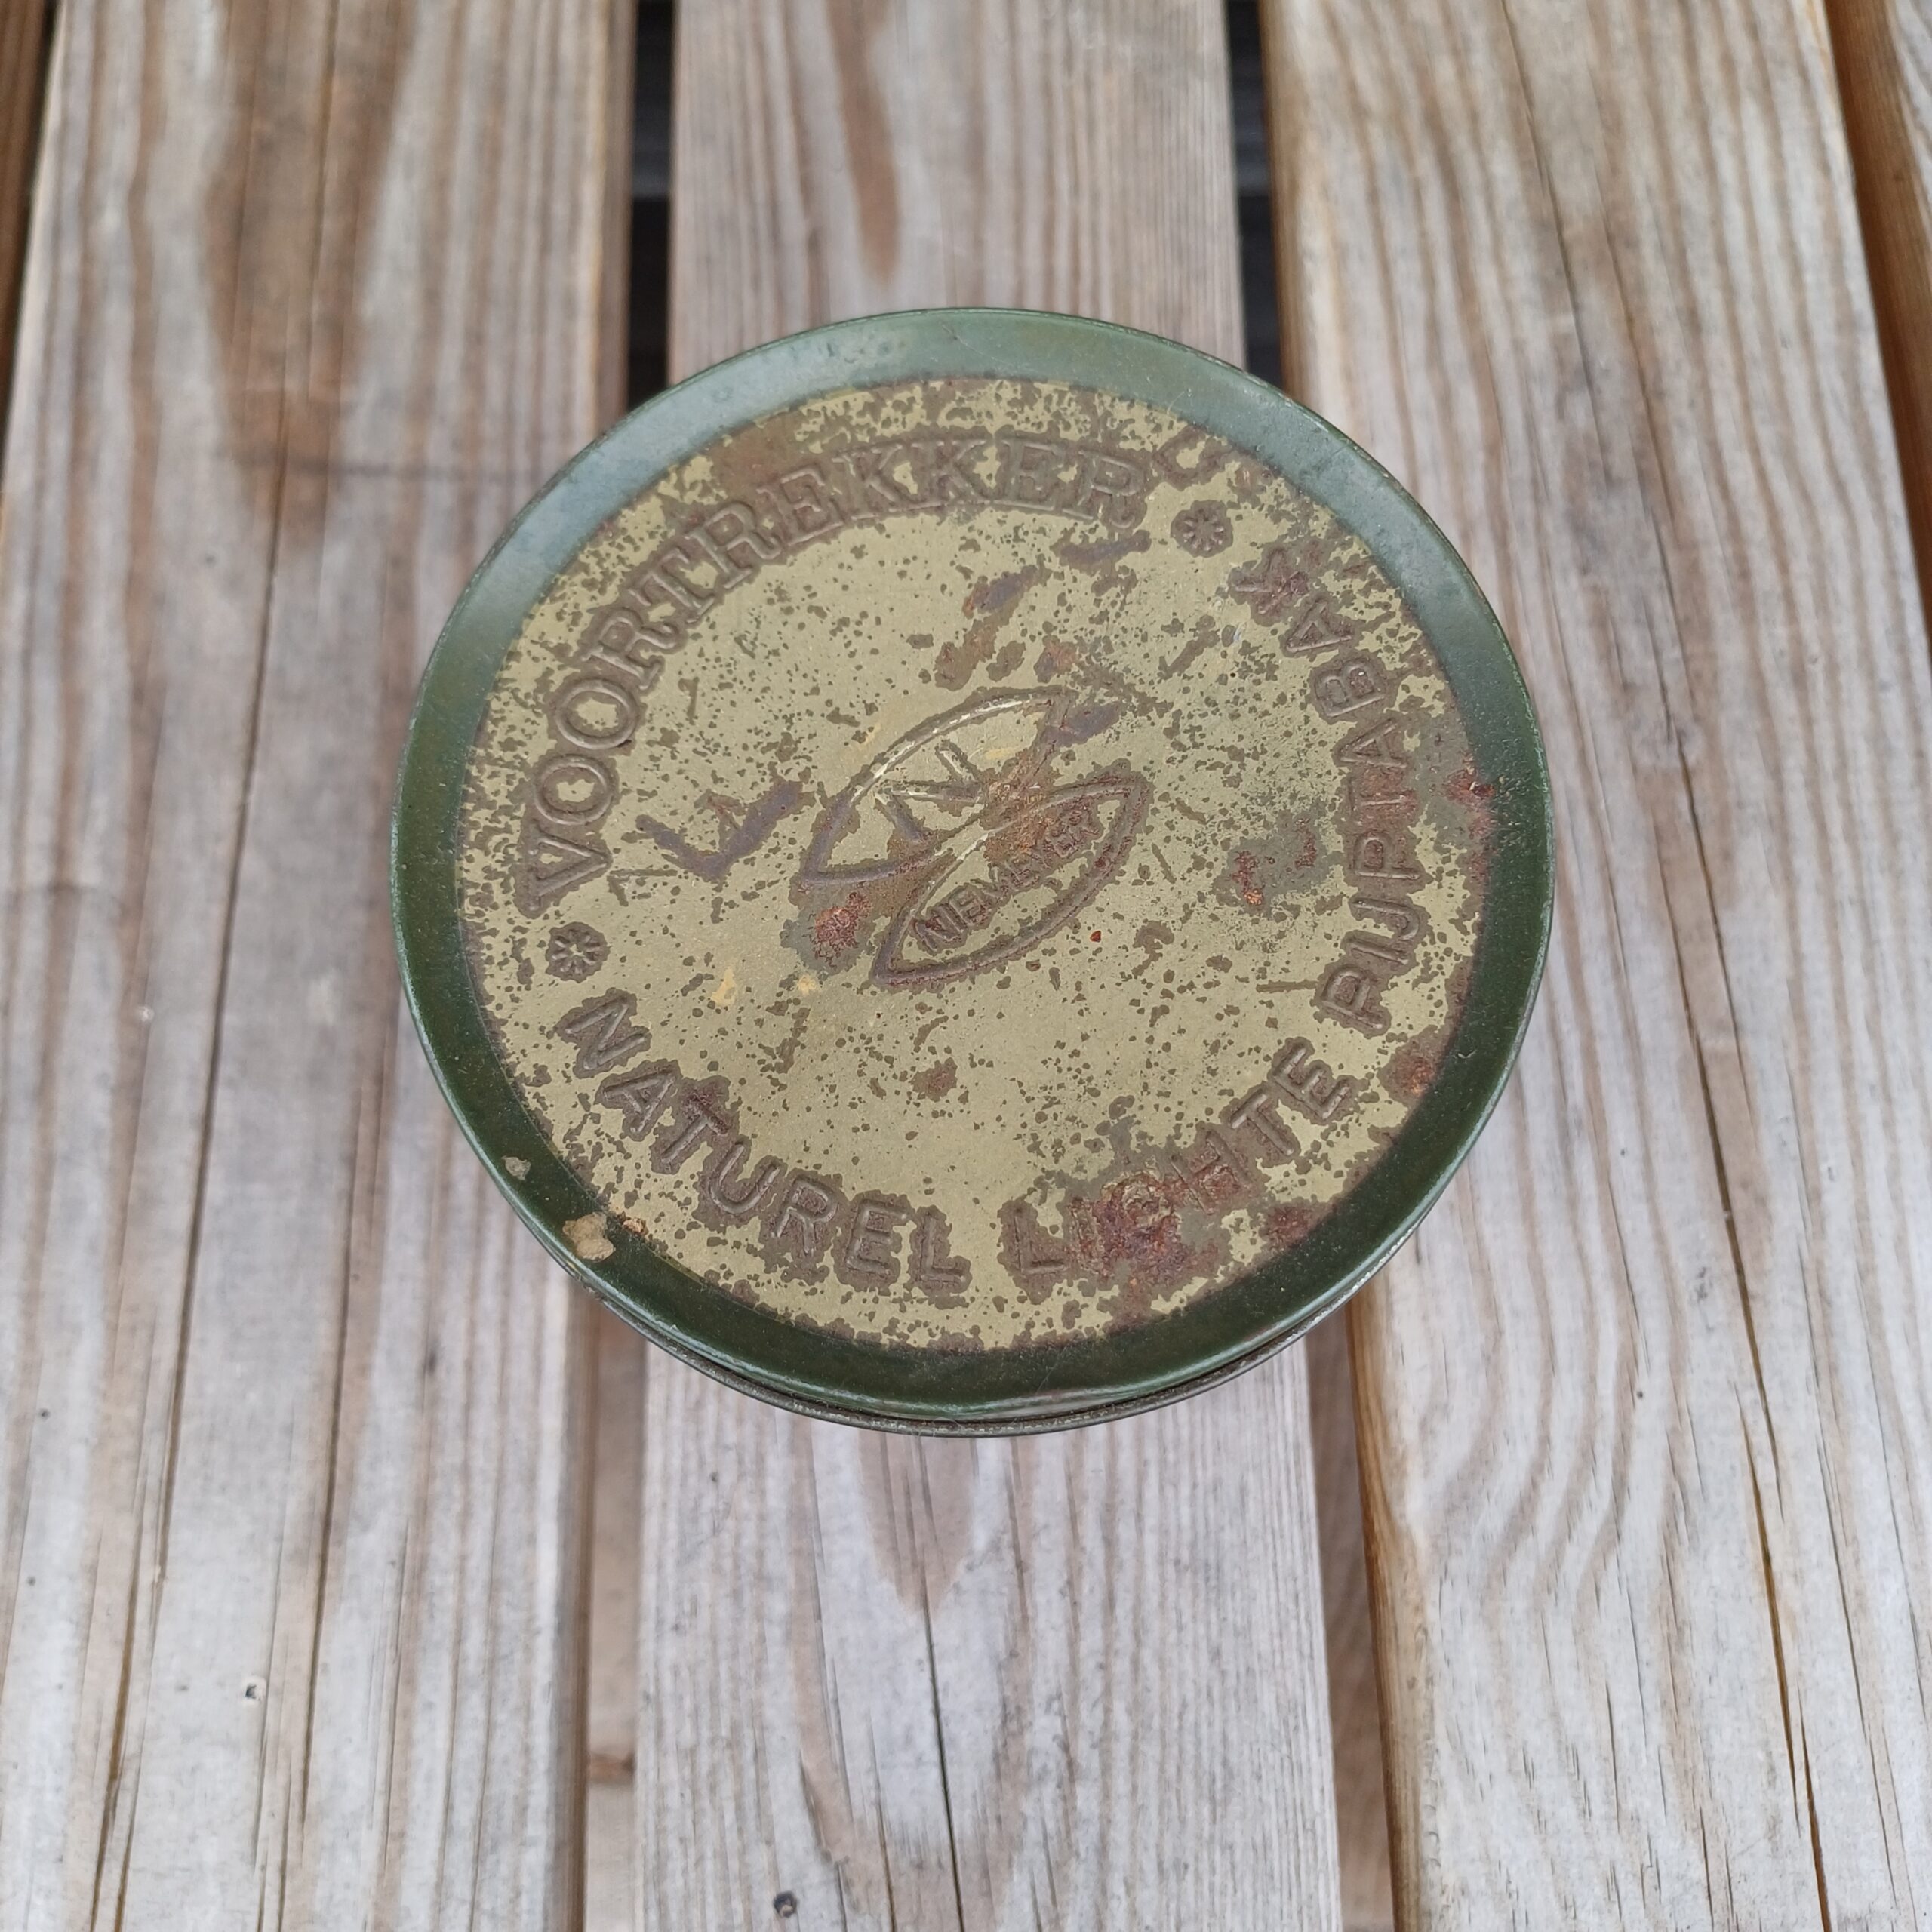 VOORTREKKER
NATUREL LICHTE PIJPTABAK
N
NIEMEYER